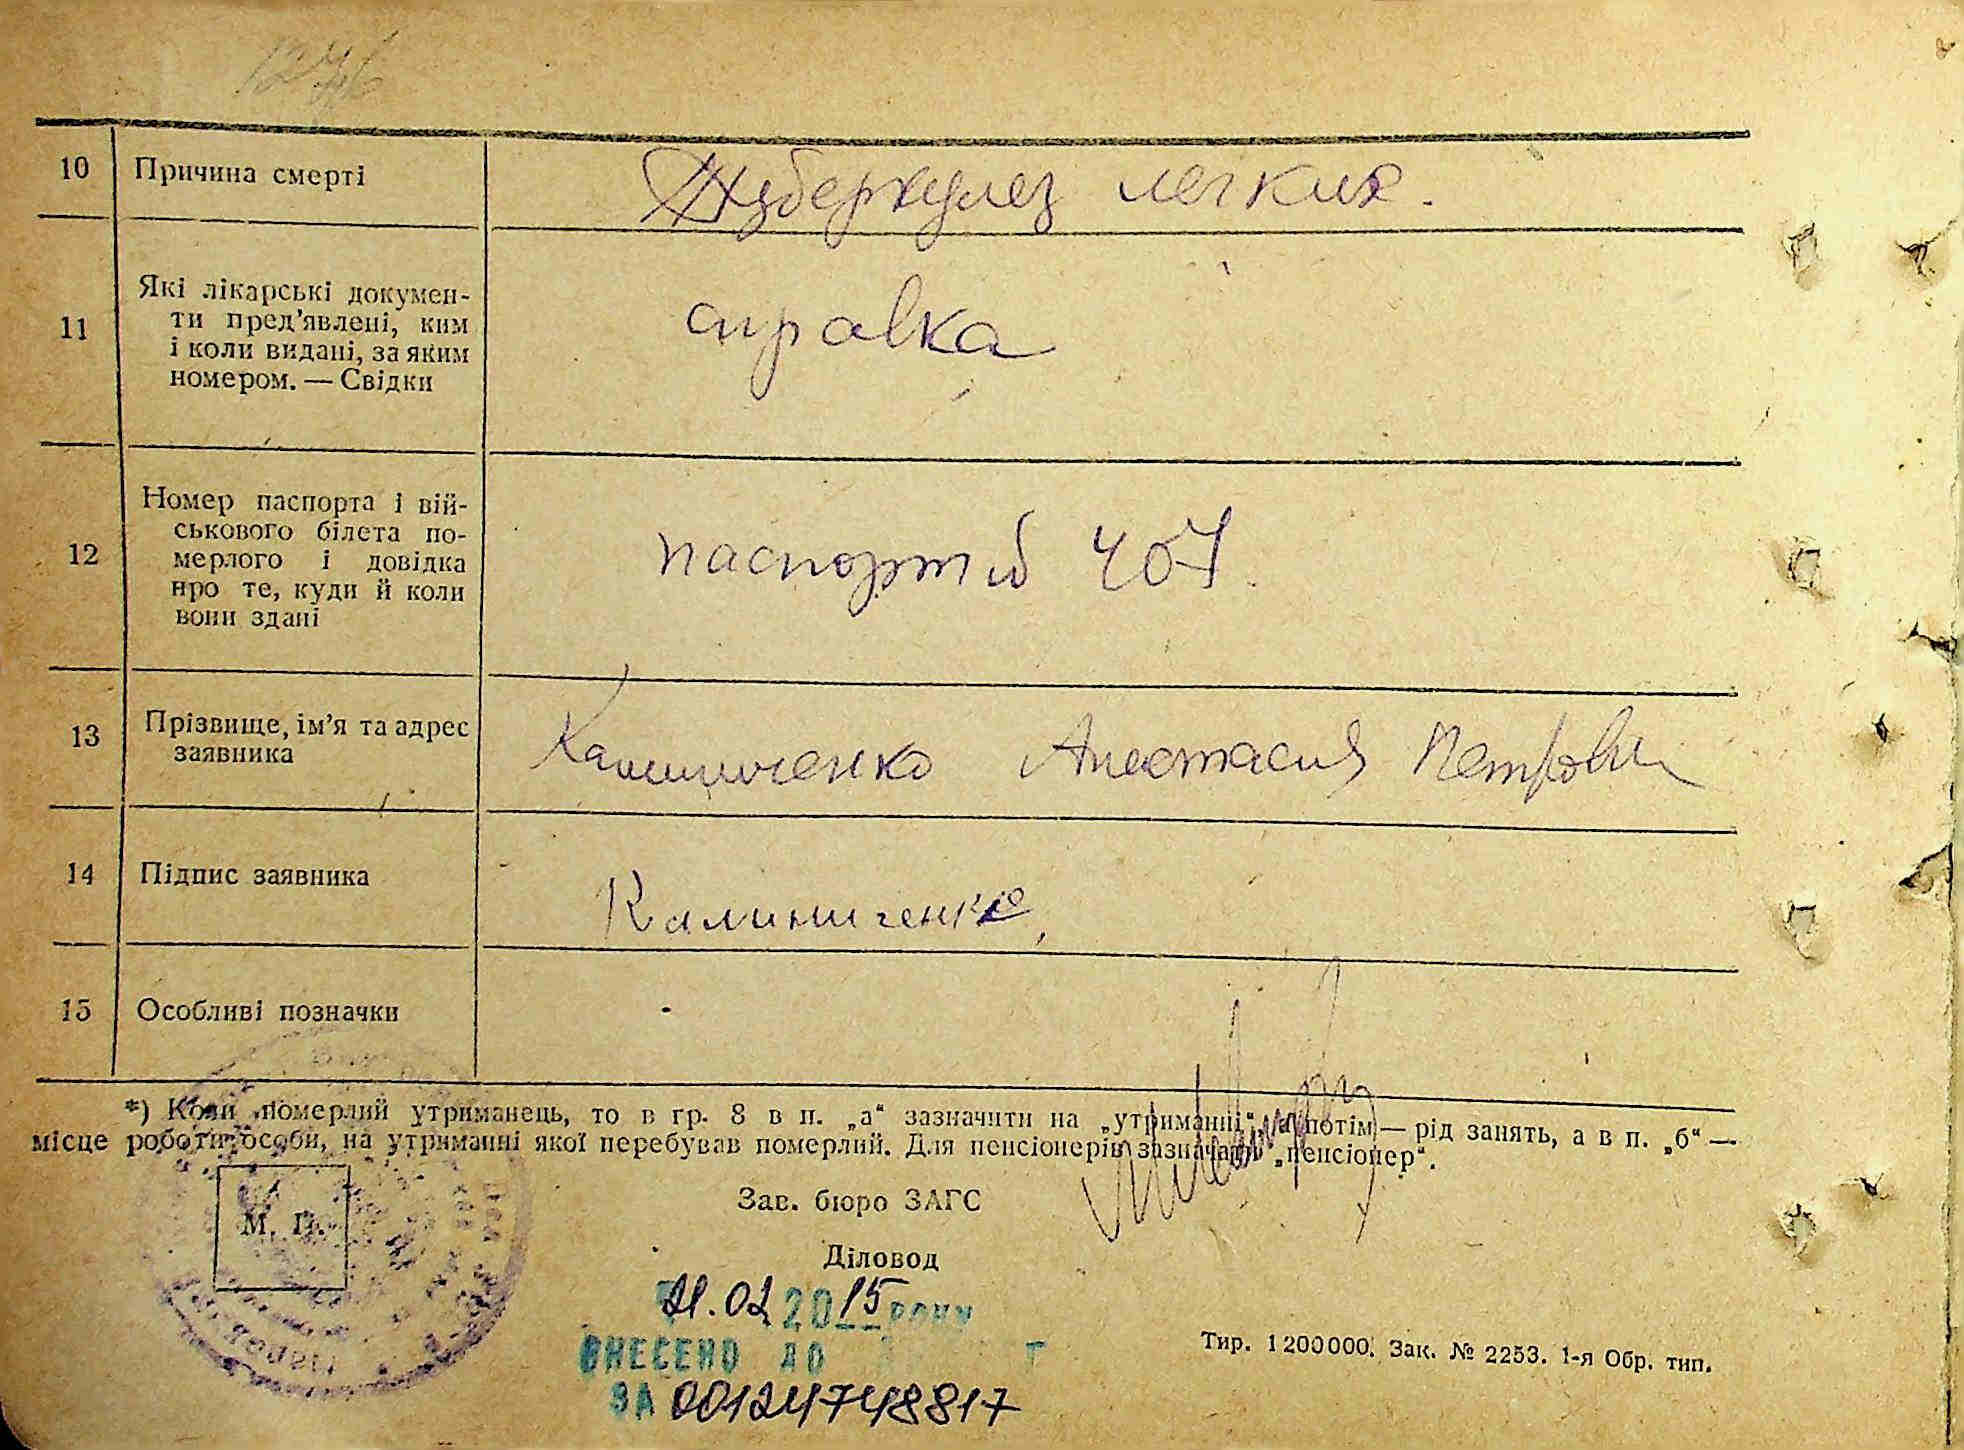 1246
10 Причина смерті Туберкулез легких.
11 Які лікарські докумен-
ти пред'явлені, ким
і коли видані, за яким
номером. — Свідки
справка
12 Номер паспорта і вій-
ськового білета по-
мерлого і довідка
про те, куди й коли
вони здані
паспорт 407
13 Прізвище, ім'я та адрес
заявника
Калиниченко Анастасия Петровн
14 Підпис заявника Калиниченко
15 Особливі позначки
*) Коли померлий утриманець, то в гр. 8 в п. „а“ зазначити на „утриманні“, а потім — рід занять, а в п. „б“ —
місце роботи особи, на утриманні якої перебував померлий. Для пенсіонерів зазначати „пенсіонер“.
М. П.
Зав. бюро ЗАГС
Діловод
21.02 2015 року
ВНЕСЕНО ДО Г
ЗА 00124748817
Тир. 1200000. Зак. № 2253. 1-я Обр. тип.